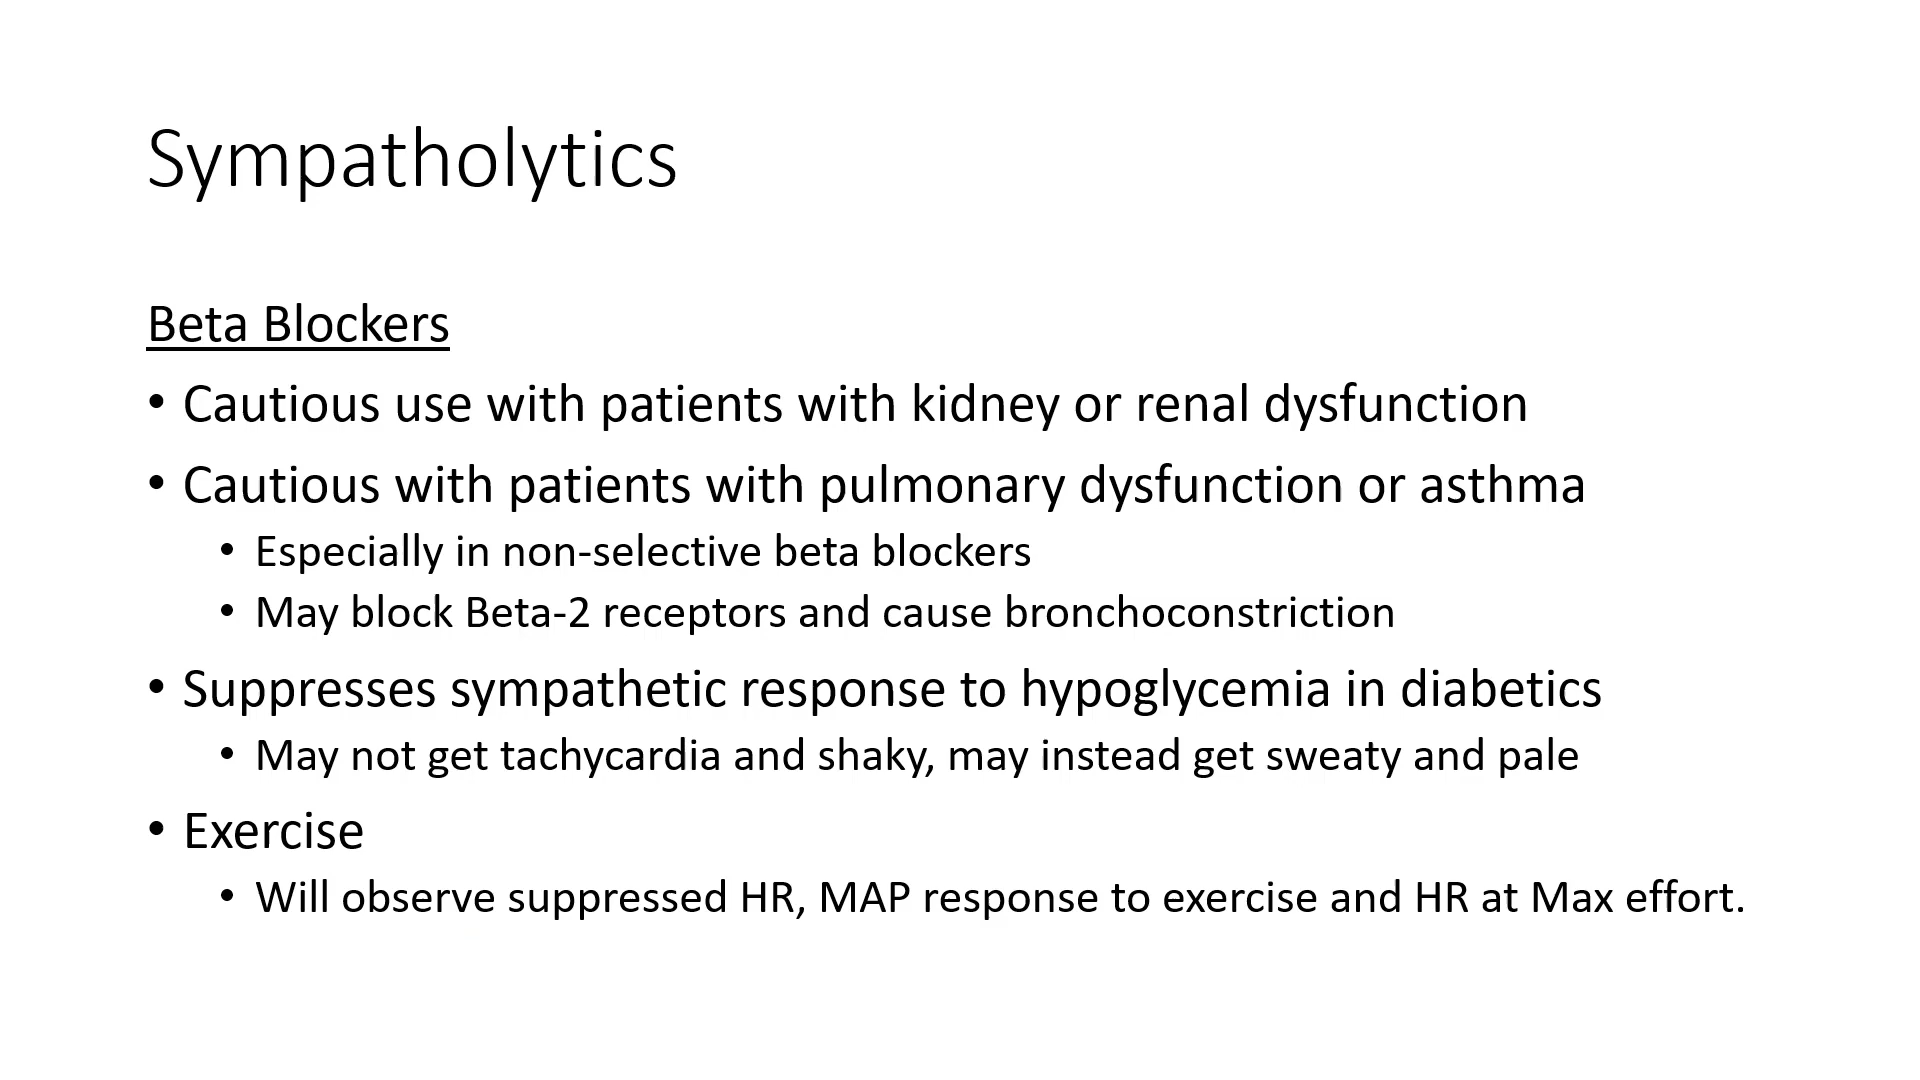 Sympatholytics
Beta Blockers
• Cautious use with patients with kidney or renal dysfunction
• Cautious with patients with pulmonary dysfunction or asthma
• Especially in non-selective beta blockers
• May block Beta-2 receptors and cause bronchoconstriction
• Suppresses sympathetic response to hypoglycemia in diabetics
• May not get tachycardia and shaky, may instead get sweaty and pale
• Exercise
• Will observe suppressed HR, MAP response to exercise and HR at Max effort.